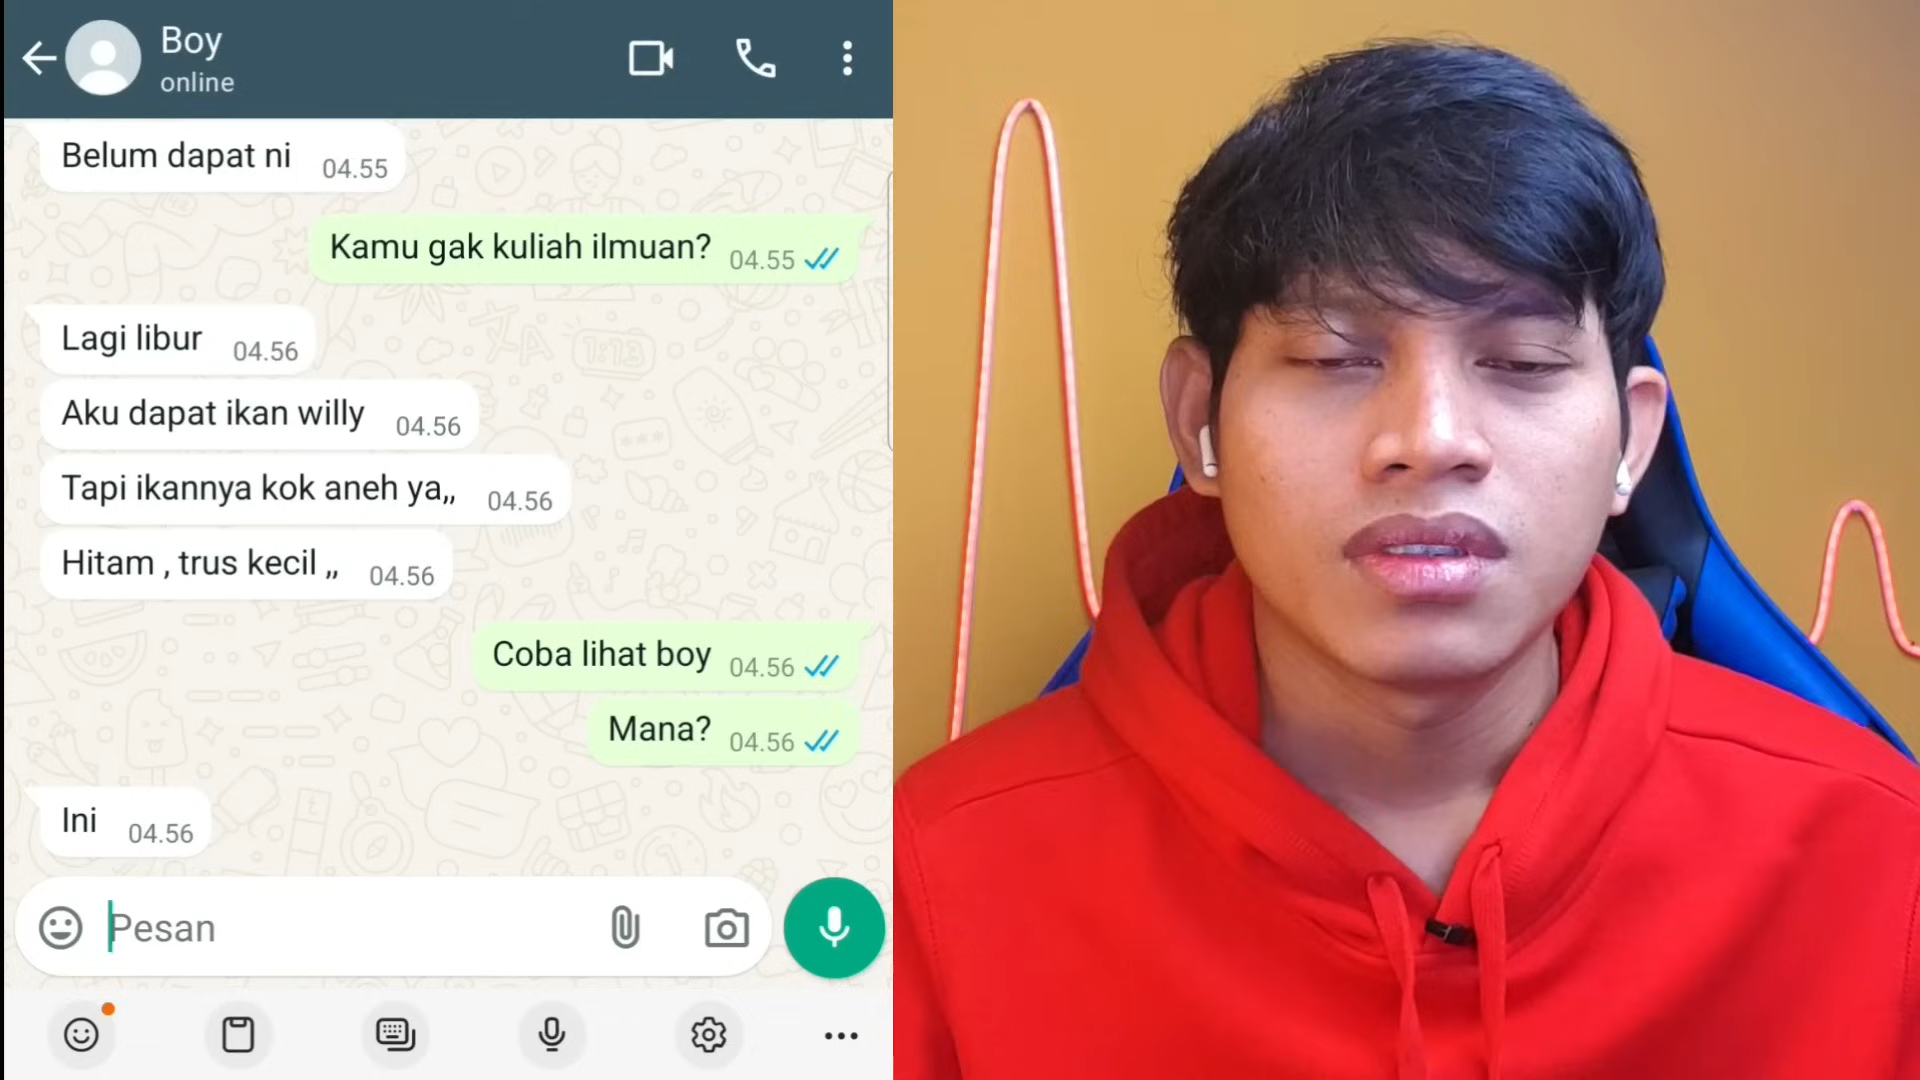 Boy
online
Belum dapat ni 04.55
Kamu gak kuliah ilmuan? 04.55
Lagi libur 04.56
Aku dapat ikan willy 04.56
Tapi ikannya kok aneh ya,, 04.56
Hitam , trus kecil ,, 04.56
Coba lihat boy 04.56
Mana? 04.56
Ini 04.56
Pesan